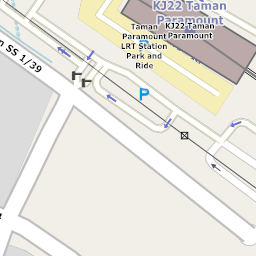 KJ22 Taman
Paramount
KJ22 Taman
Paramount
Taman
Paramount
LRT Station
Park and
Ride
P
P
SS 1/39